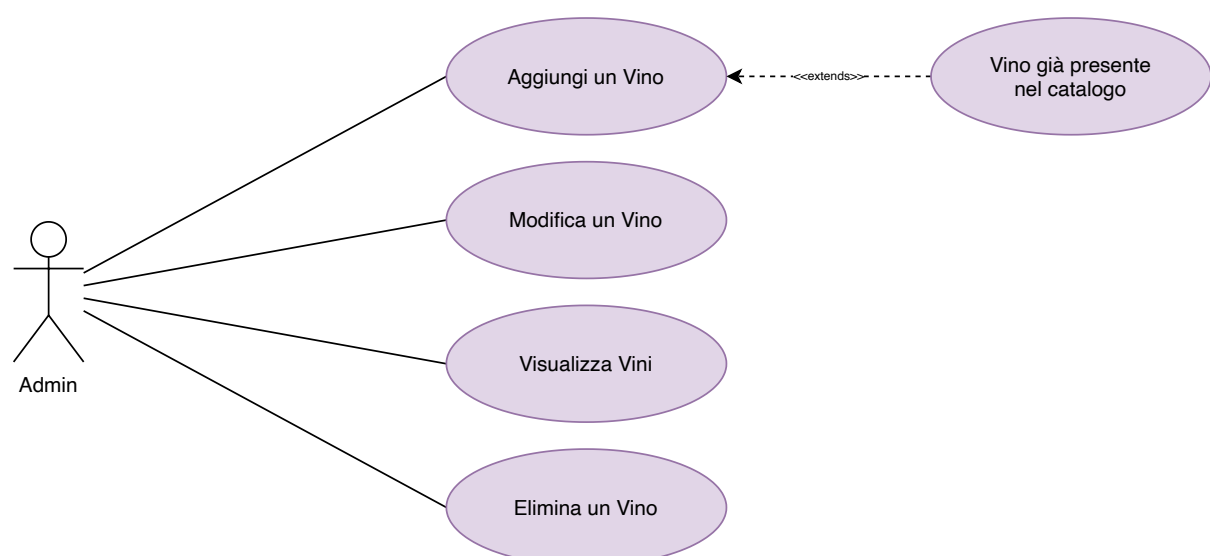 Aggiungi un Vino
<<extends>>
Vino già presente
nel catalogo
Modifica un Vino
Visualizza Vini
Admin
Elimina un Vino